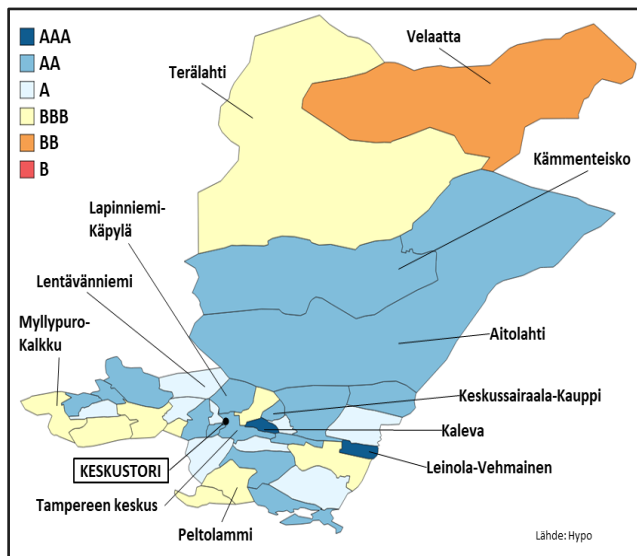 AAA
AA
A
BBB
BB
B
Velaatta
Terälahti
Kämmenteisko
Lapinniemi-
Käpylä
Lentävänniemi
Myllypuro-
Kalkku
Aitolahti
Keskussairaala-Kauppi
Kaleva
KESKUSTORI
Leinola-Vehmainen
Tampereen keskus
Peltolammi
Lähde: Hypo